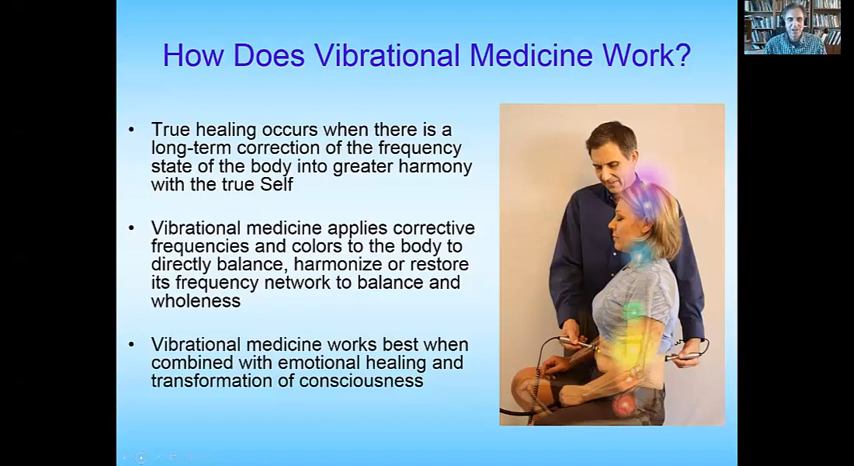 How Does Vibrational Medicine Work?
• True healing occurs when there is a
long-term correction of the frequency
state of the body into greater harmony
with the true Self
• Vibrational medicine applies corrective
frequencies and colors to the body to
directly balance, harmonize or restore
its frequency network to balance and
wholeness
• Vibrational medicine works best when
combined with emotional healing and
transformation of consciousness